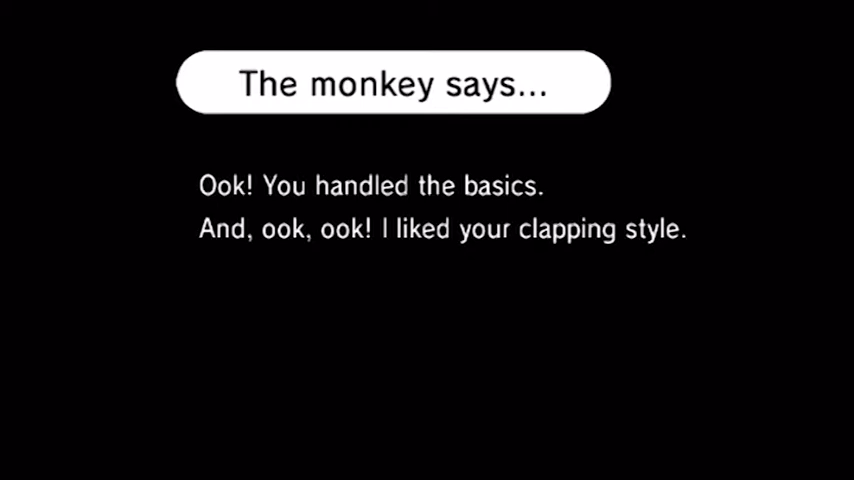 The monkey says...
Ook! You handled the basics.
And, ook, ook! I liked your clapping style.